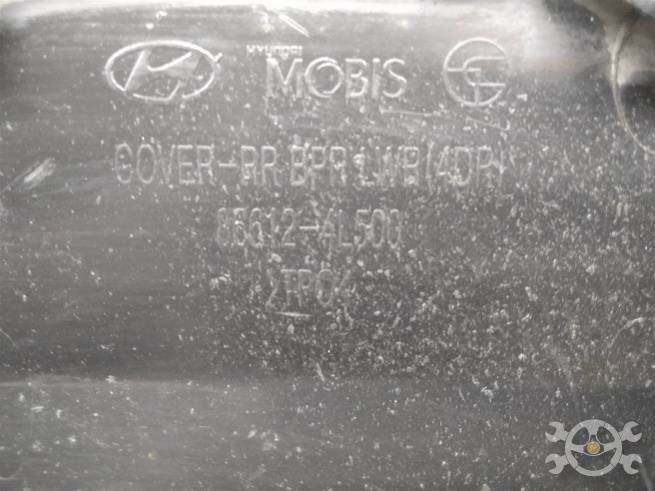 HYUNDAI
MOBIS
COVER-RR BPR LWR(4DR)
86612-4L500